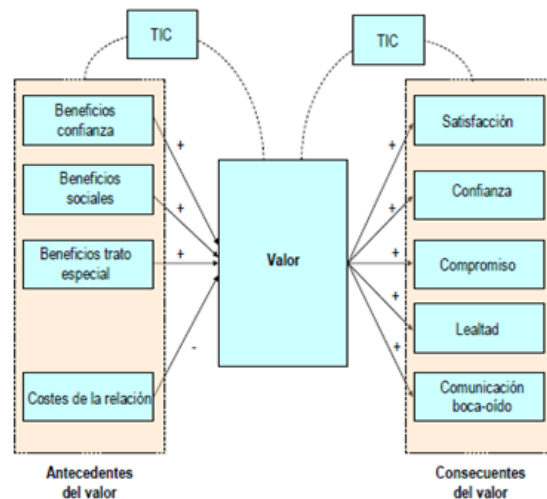 TIC
TIC
Beneficios
confianza
+
Beneficios
sociales
+
Beneficios trato
especial
+
Costes de la relación
-
Antecedentes
del valor
Valor
+
Satisfacción
+
Confianza
+
Compromiso
+
Lealtad
+
Comunicación
boca-oído
Consecuentes
del valor